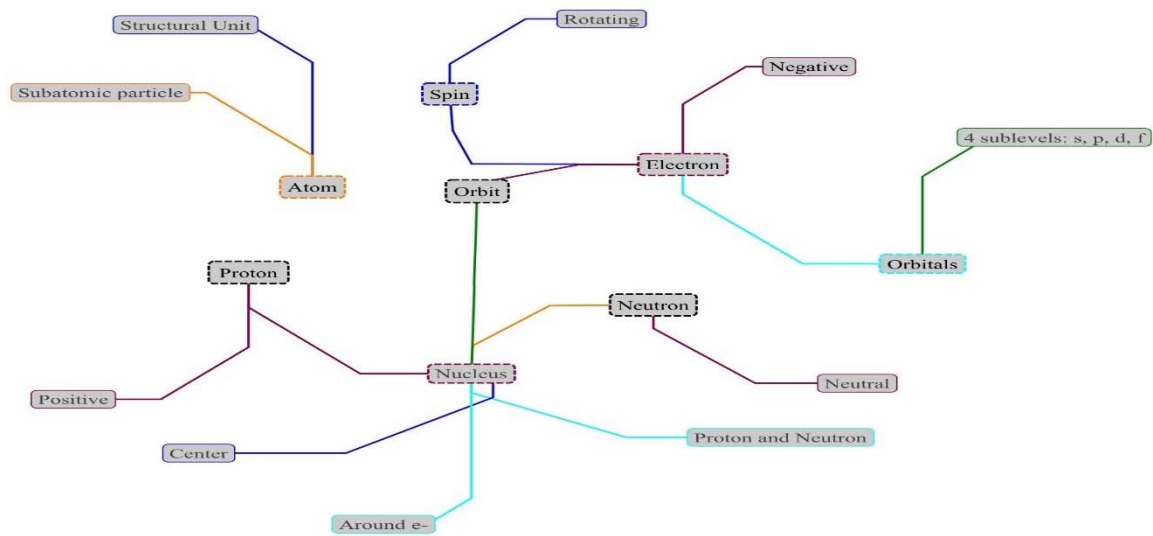 Structural Unit
Rotating
Subatomic particle
Spin
Negative
4 sublevels: s, p, d, f
Atom
Orbit
Electron
Orbitals
Proton
Neutron
Nucleus
Neutral
Positive
Center
Proton and Neutron
Around e-